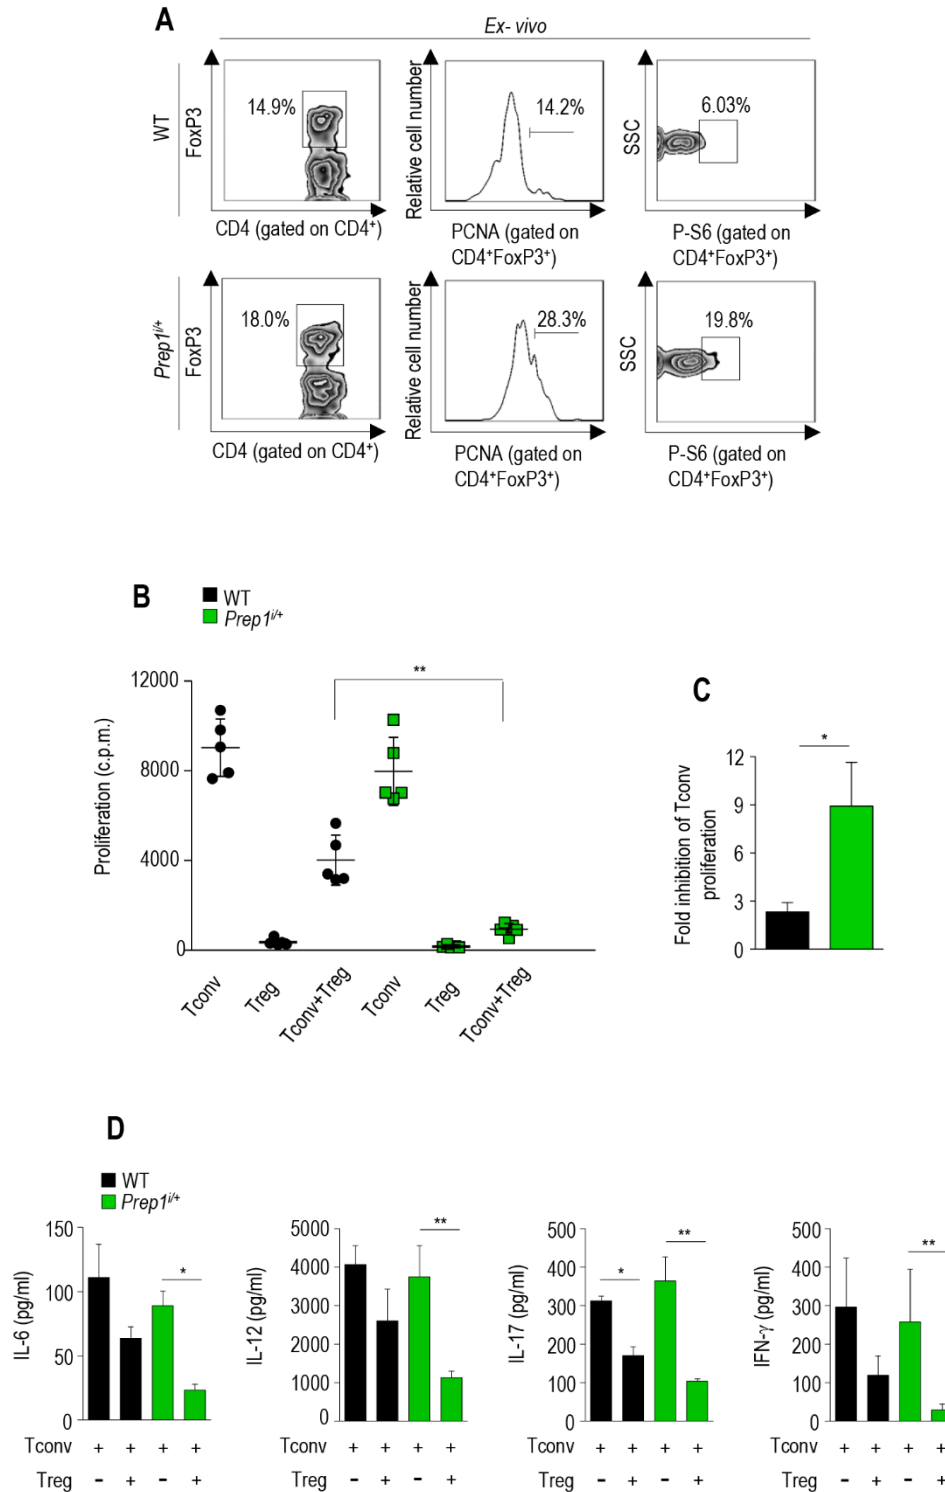 A
Ex- vivo
WT
FoxP3
14.9%
CD4 (gated on CD4⁺)
Relative cell number
14.2%
PCNA (gated on
CD4⁺FoxP3⁺)
SSC
6.03%
P-S6 (gated on
CD4⁺FoxP3⁺)
Prep1ⁱ/⁺
FoxP3
18.0%
CD4 (gated on CD4⁺)
Relative cell number
28.3%
PCNA (gated on
CD4⁺FoxP3⁺)
SSC
19.8%
P-S6 (gated on
CD4⁺FoxP3⁺)
B
WT
Prep1ⁱ/⁺
Proliferation (c.p.m.)
12000
8000
4000
0
**
Tconv
Treg
Tconv+Treg
Tconv
Treg
Tconv+Treg
C
Fold inhibition of Tconv
proliferation
12
9
6
3
0
*
D
WT
Prep1ⁱ/⁺
IL-6 (pg/ml)
150
100
50
0
*
Tconv + + + +
Treg - + - +
IL-12 (pg/ml)
5000
4000
3000
2000
1000
0
**
Tconv + + + +
Treg - + - +
IL-17 (pg/ml)
500
400
300
200
100
0
*
**
Tconv + + + +
Treg - + - +
IFN-γ (pg/ml)
500
400
300
200
100
0
**
Tconv + + + +
Treg - + - +